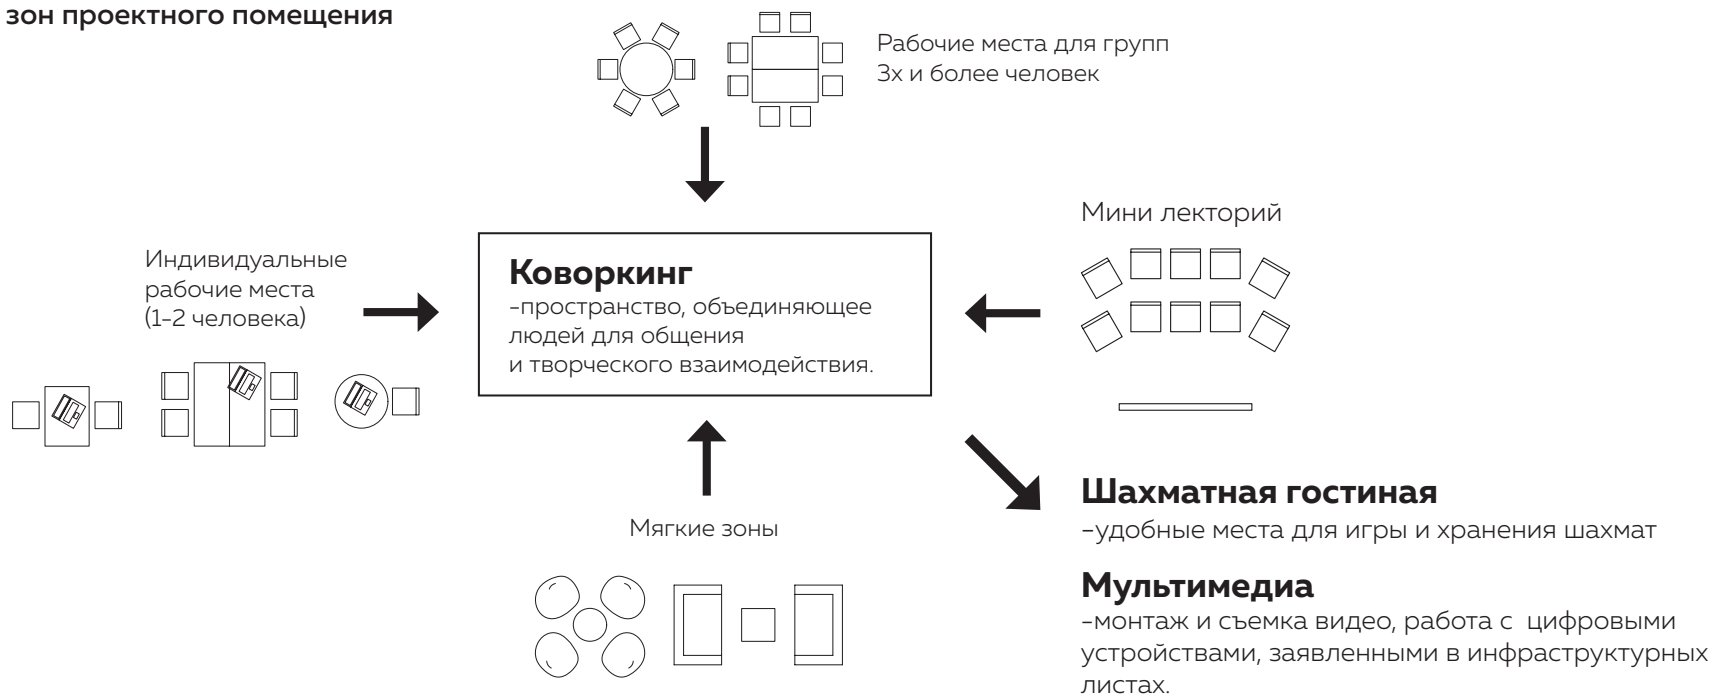 зон проектного помещения
Рабочие места для групп
3х и более человек
Мини лекторий
Индивидуальные
рабочие места
(1-2 человека)
Коворкинг
-пространство, объединяющее
людей для общения
и творческого взаимодействия.
Мягкие зоны
Шахматная гостиная
-удобные места для игры и хранения шахмат
Мультимедиа
-монтаж и съемка видео, работа с цифровыми
устройствами, заявленными в инфраструктурных
листах.